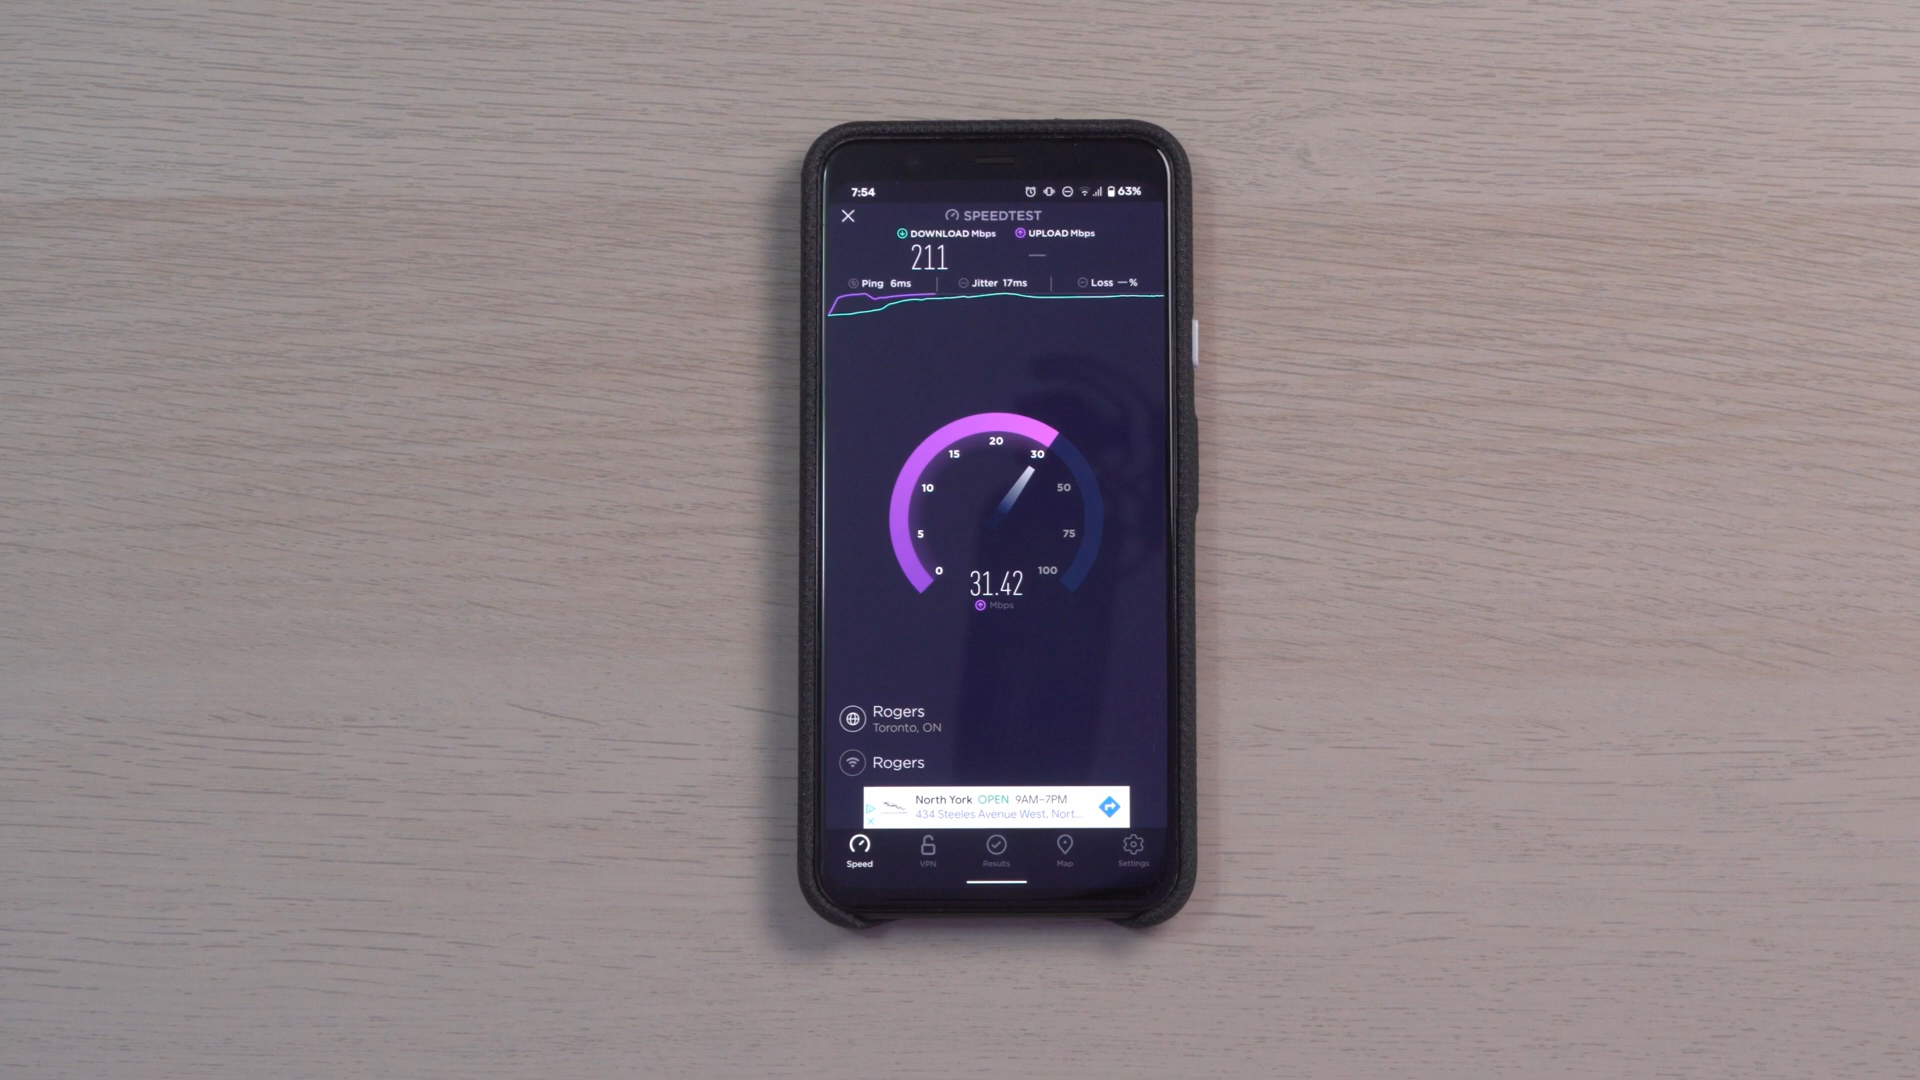 7:54 63%
SPEEDTEST
DOWNLOAD Mbps UPLOAD Mbps
211 —
Ping 6ms Jitter 17ms Loss — %
20
15 30
10 50
5 75
0 100
31.42
Mbps
Rogers
Toronto, ON
Rogers
North York OPEN 9AM–7PM
434 Steeles Avenue West, Nort...
Speed VPN Results Map Settings